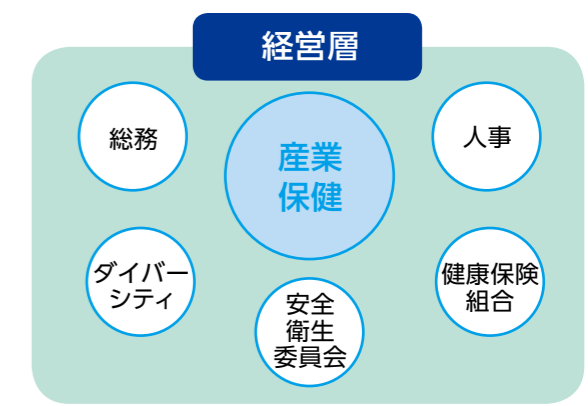 経営層
総務
産業
保健
人事
ダイバー
シティ
安全
衛生
委員会
健康保険
組合